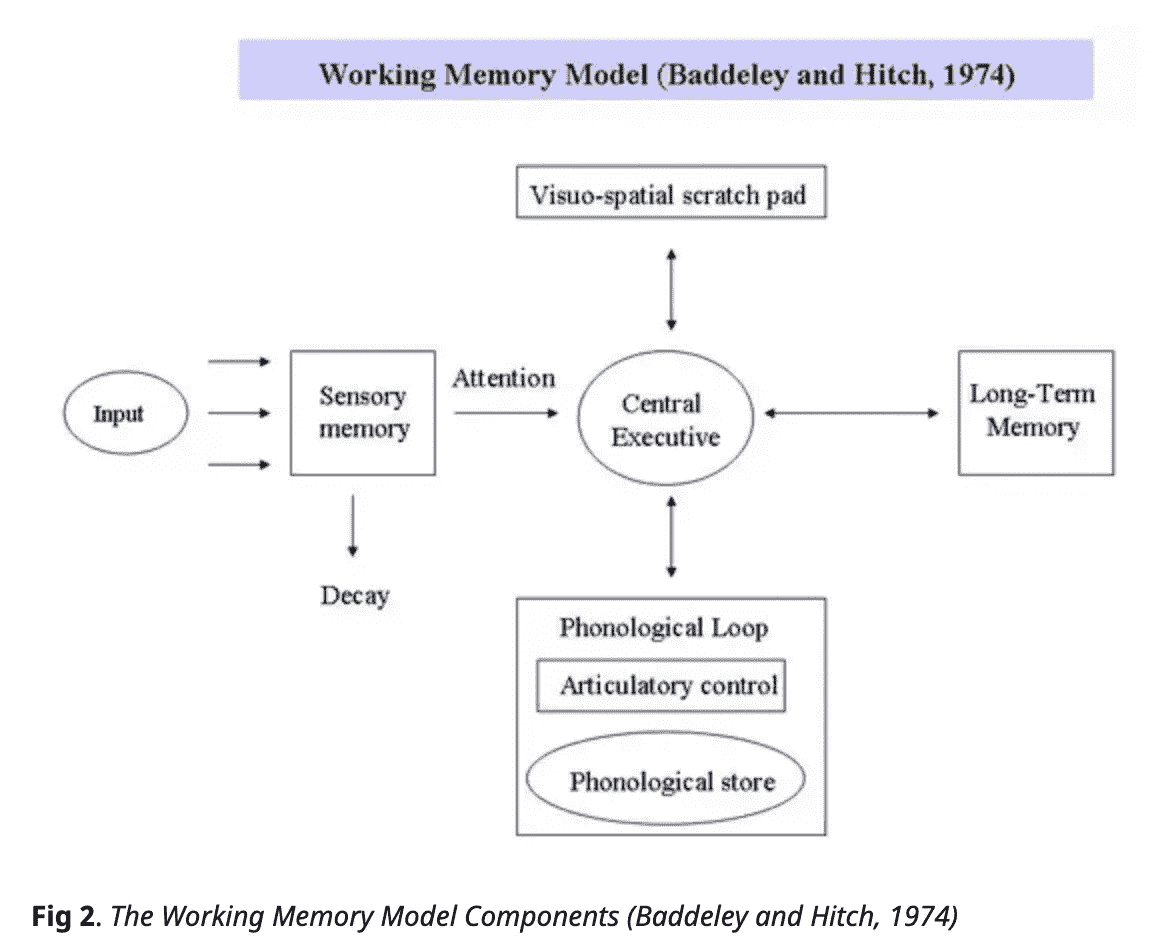 Working Memory Model (Baddeley and Hitch, 1974)
Visuo-spatial scratch pad
Input
Sensory
memory
Attention
Central
Executive
Long-Term
Memory
Decay
Phonological Loop
Articulatory control
Phonological store
Fig 2. The Working Memory Model Components (Baddeley and Hitch, 1974)